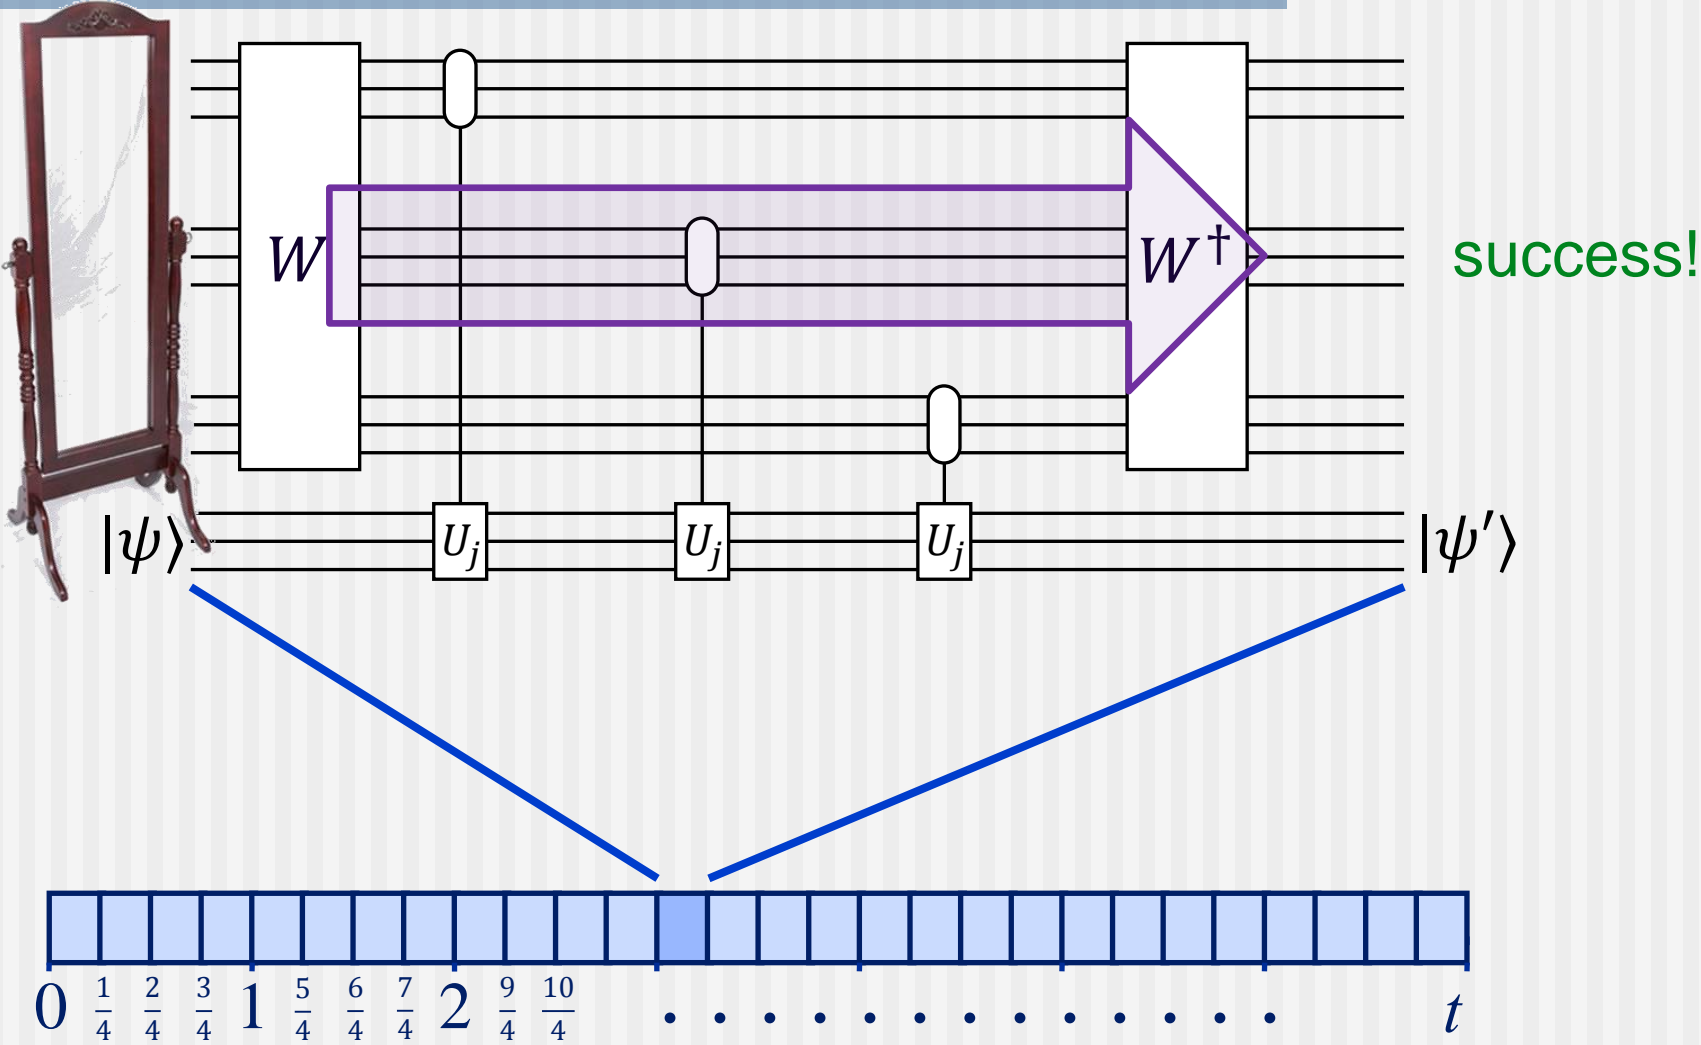 W W† success!
|ψ⟩ U_j U_j U_j |ψ′⟩
0 1/4 2/4 3/4 1 5/4 6/4 7/4 2 9/4 10/4 . . . . . . . . . . . . . t